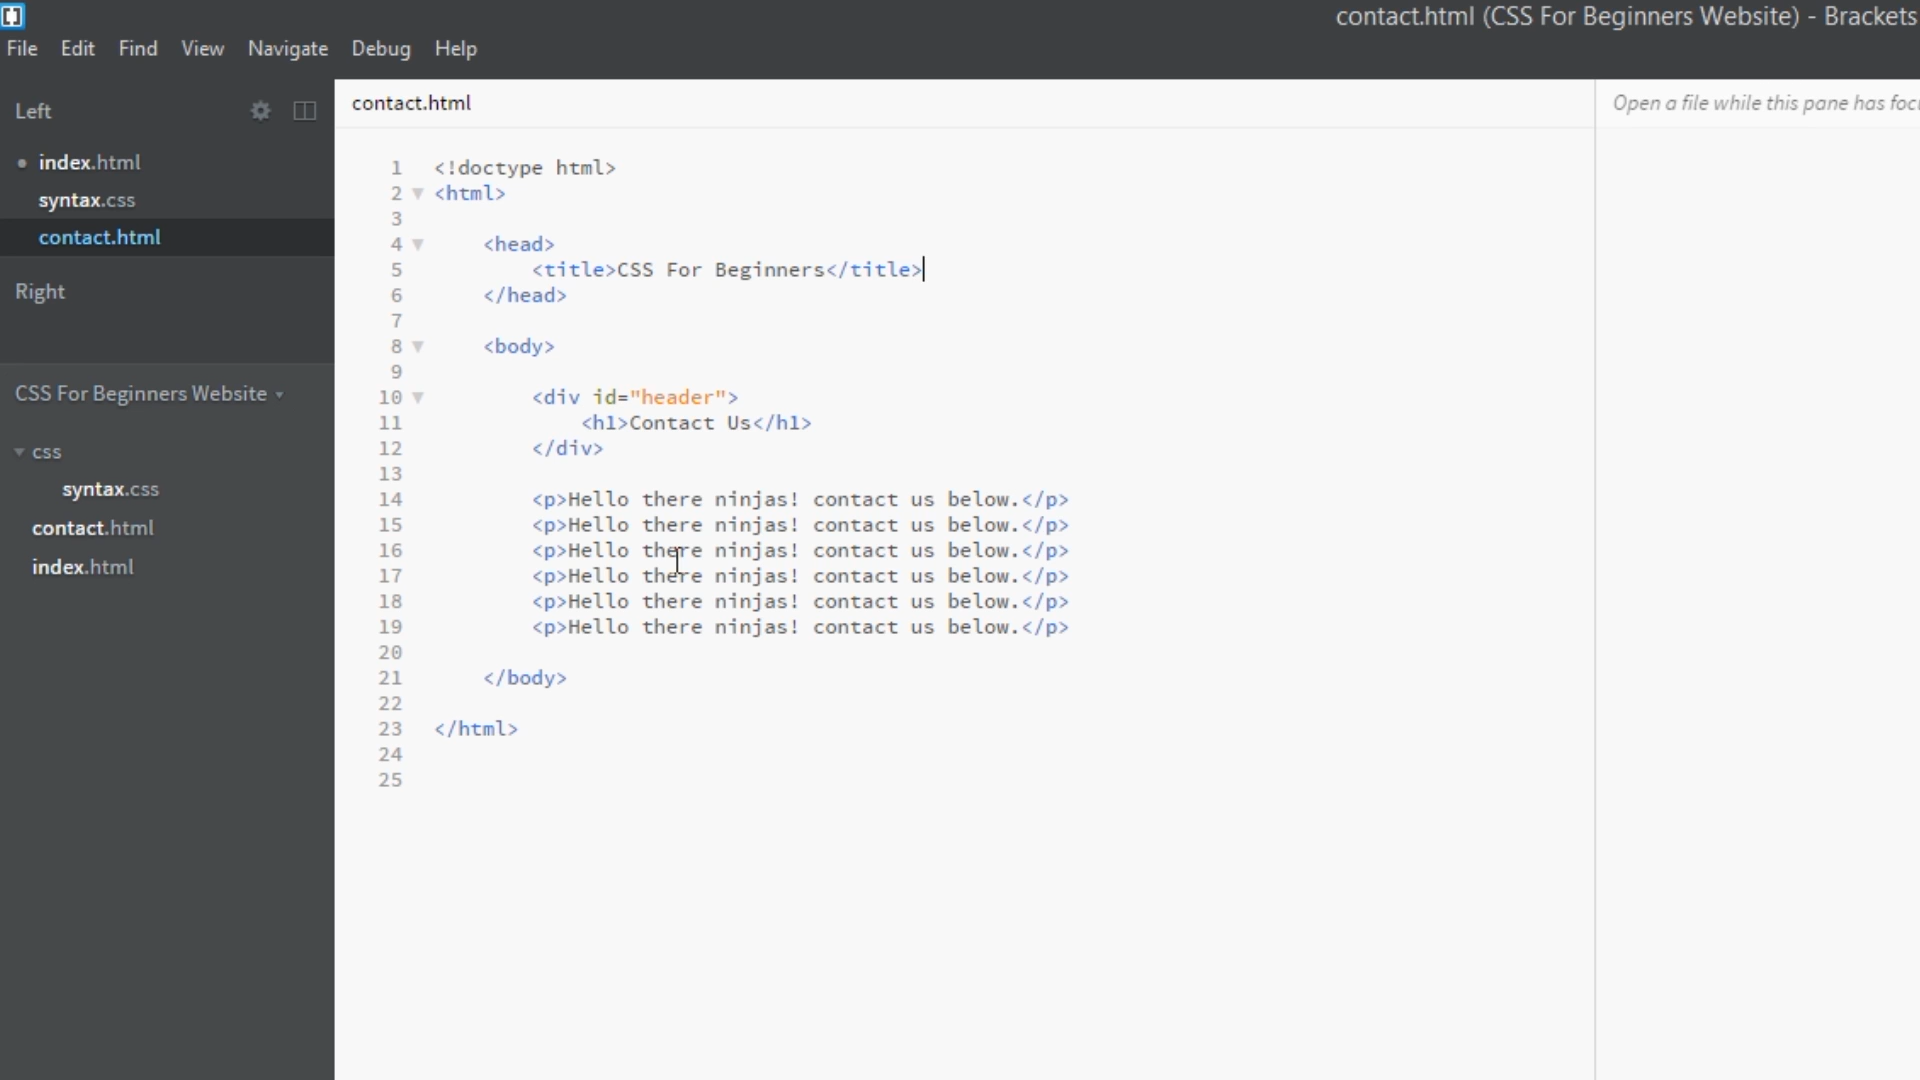 contact.html (CSS For Beginners Website) - Brackets
File Edit Find View Navigate Debug Help
Left
index.html
syntax.css
contact.html
Right
CSS For Beginners Website
css
syntax.css
contact.html
index.html
contact.html
Open a file while this pane has
1 <!doctype html>
2 <html>
3
4 <head>
5 <title>CSS For Beginners</title>
6 </head>
7
8 <body>
9
10 <div id="header">
11 <h1>Contact Us</h1>
12 </div>
13
14 <p>Hello there ninjas! contact us below.</p>
15 <p>Hello there ninjas! contact us below.</p>
16 <p>Hello there ninjas! contact us below.</p>
17 <p>Hello there ninjas! contact us below.</p>
18 <p>Hello there ninjas! contact us below.</p>
19 <p>Hello there ninjas! contact us below.</p>
20
21 </body>
22
23 </html>
24
25